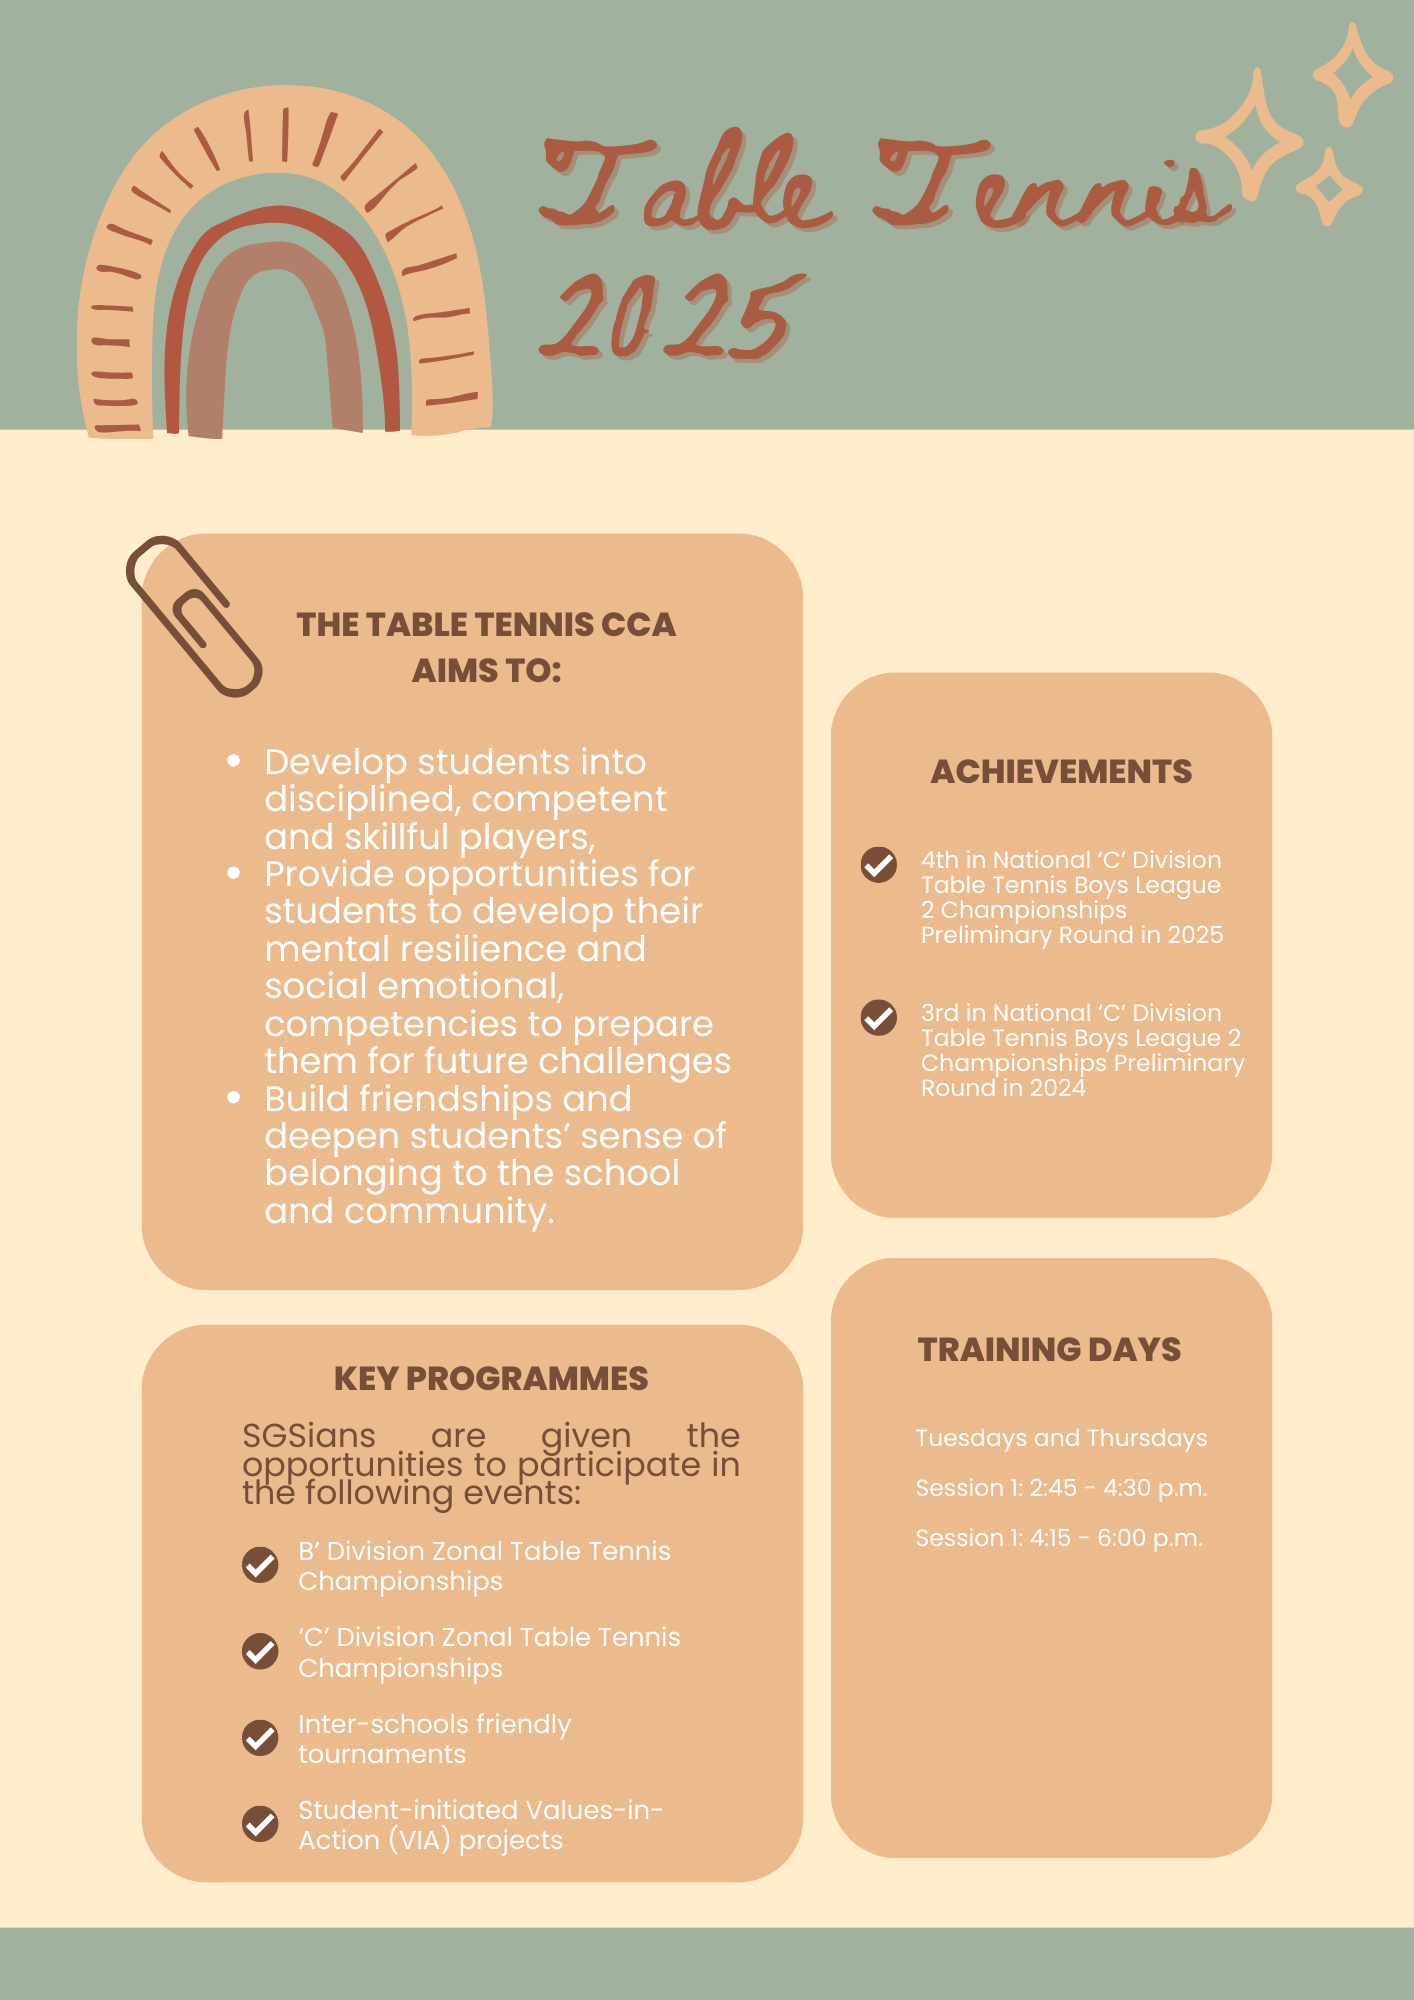 Table Tennis
2025
THE TABLE TENNIS CCA
AIMS TO:
• Develop students into
disciplined, competent
and skillful players,
• Provide opportunities for
students to develop their
mental resilience and
social emotional,
competencies to prepare
them for future challenges
• Build friendships and
deepen students’ sense of
belonging to the school
and community.
ACHIEVEMENTS
4th in National ‘C’ Division
Table Tennis Boys League
2 Championships
Preliminary Round in 2025
3rd in National ‘C’ Division
Table Tennis Boys League 2
Championships Preliminary
Round in 2024
KEY PROGRAMMES
SGSians are given the
opportunities to participate in
the following events:
B’ Division Zonal Table Tennis
Championships
‘C’ Division Zonal Table Tennis
Championships
Inter-schools friendly
tournaments
Student-initiated Values-in-
Action (VIA) projects
TRAINING DAYS
Tuesdays and Thursdays
Session 1: 2:45 - 4:30 p.m.
Session 1: 4:15 - 6:00 p.m.